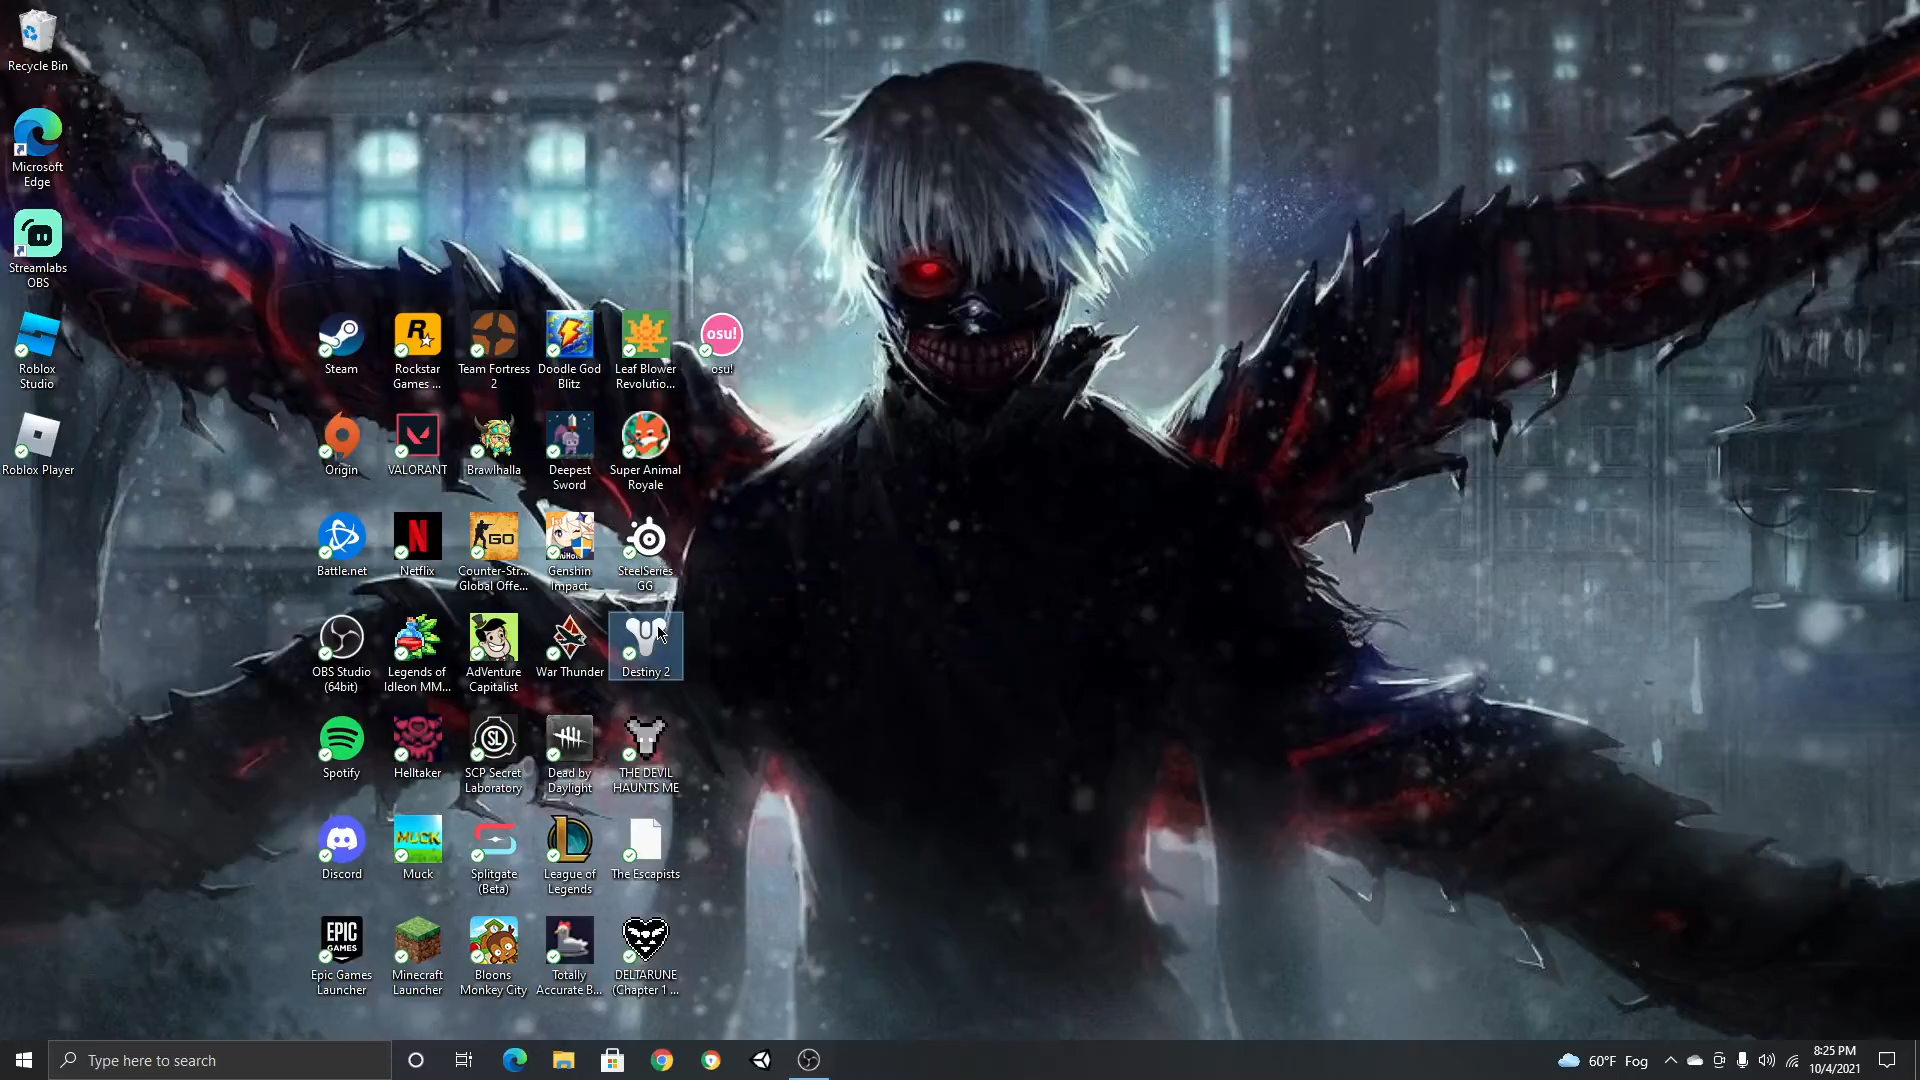 Recycle Bin
Microsoft
Edge
Streamlabs
OBS
Roblox
Studio
Roblox Player
Steam
R
Rockstar
Games ...
Team Fortress
2
Doodle God
Blitz
Leaf Blower
Revolutio...
osu!
osu!
Origin
VALORANT
Brawlhalla
Deepest
Sword
Super Animal
Royale
Battle.net
N
Netflix
GO
Counter-Str...
Global Offe...
Genshin
Impact
SteelSeries
GG
OBS Studio
(64bit)
Legends of
Idleon MM...
AdVenture
Capitalist
War Thunder
Destiny 2
Spotify
Helltaker
SL
SCP Secret
Laboratory
Dead by
Daylight
THE DEVIL
HAUNTS ME
Discord
MUCK
Muck
Splitgate
(Beta)
League of
Legends
The Escapists
EPIC
GAMES
Epic Games
Launcher
Minecraft
Launcher
Bloons
Monkey City
Totally
Accurate B...
DELTARUNE
(Chapter 1 ...
Type here to search
60°F Fog
8:25 PM
10/4/2021